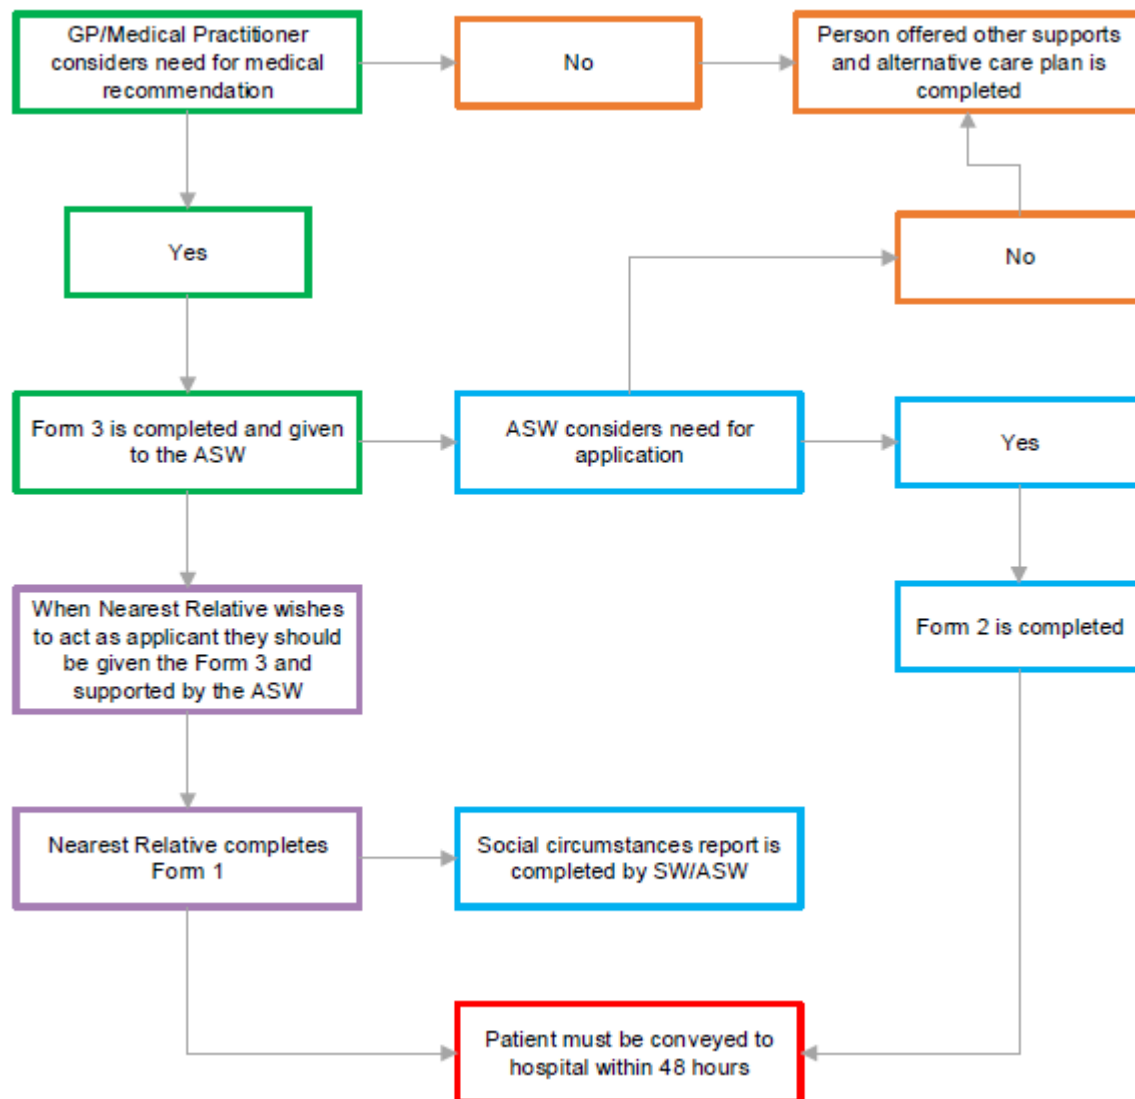 GP/Medical Practitioner
considers need for medical
recommendation
No
Person offered other supports
and alternative care plan is
completed
Yes
No
Form 3 is completed and given
to the ASW
ASW considers need for
application
Yes
When Nearest Relative wishes
to act as applicant they should
be given the Form 3 and
supported by the ASW
Form 2 is completed
Nearest Relative completes
Form 1
Social circumstances report is
completed by SW/ASW
Patient must be conveyed to
hospital within 48 hours